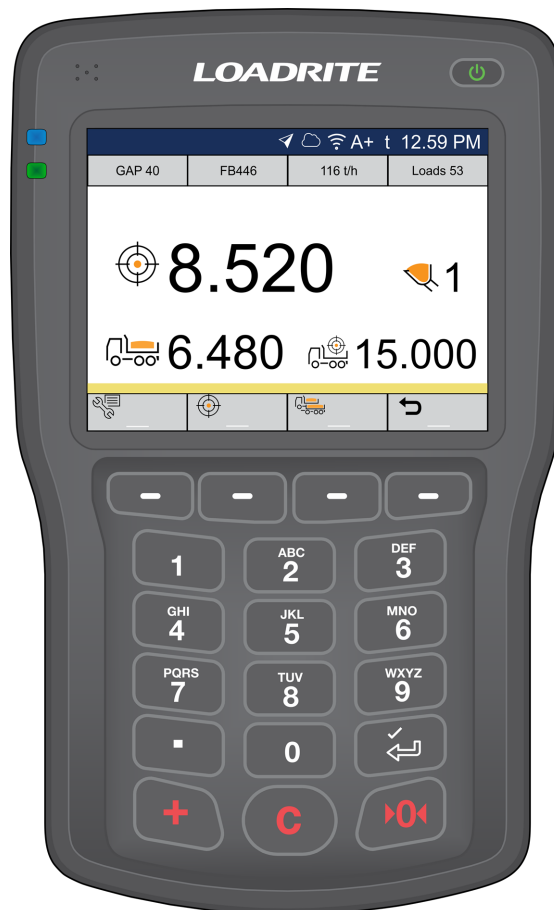 LOADRITE
A+ t 12.59 PM
GAP 40 FB446 116 t/h Loads 53
8.520 1
6.480 15.000
1 ABC 2 DEF 3
GHI 4 JKL 5 MNO 6
PQRS 7 TUV 8 WXYZ 9
. 0
+ C 0